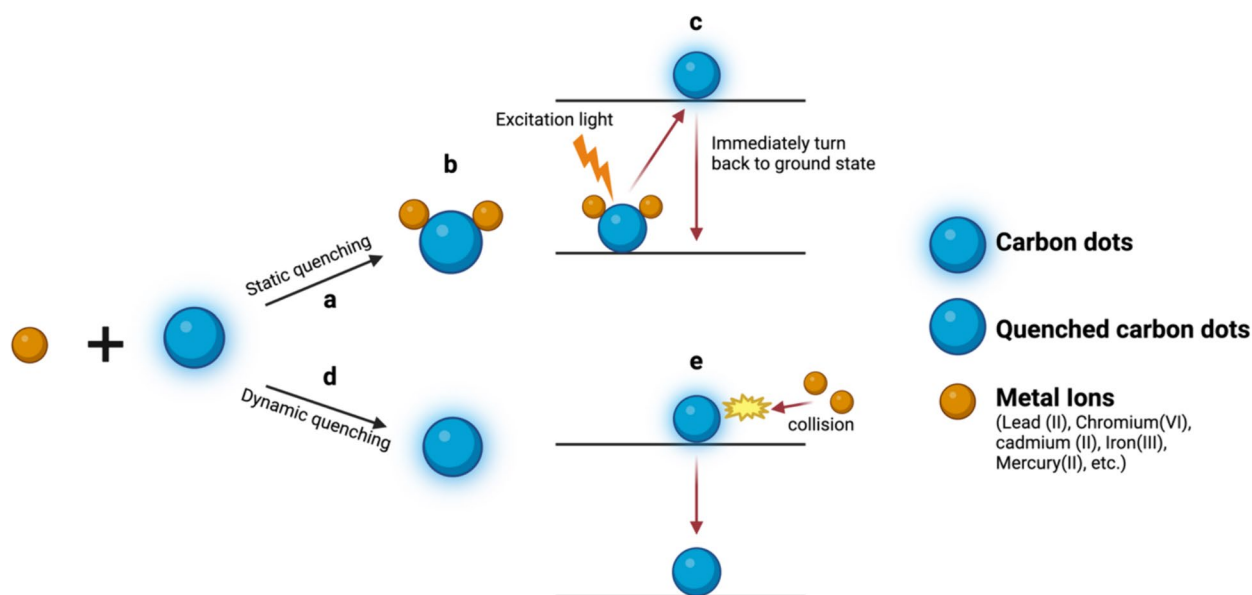 c
Excitation light
Immediately turn
back to ground state
b
Static quenching
a
+
d
Dynamic quenching
e
collision
Carbon dots
Quenched carbon dots
Metal Ions
(Lead (II), Chromium(VI),
cadmium (II), Iron(III),
Mercury(II), etc.)